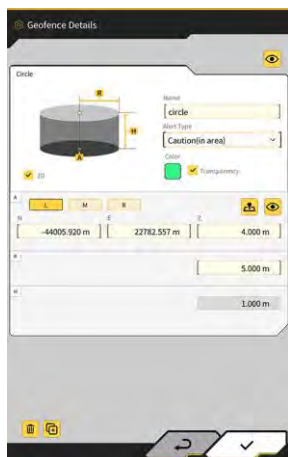 Geofence Details
Circle
R
H
A
2D
Name
circle
Alert Type
Caution(in area)
Color
Transparency
A
L M R
N E Z
-44005.920 m 22782.557 m 4.000 m
R
5.000 m
H
1.000 m